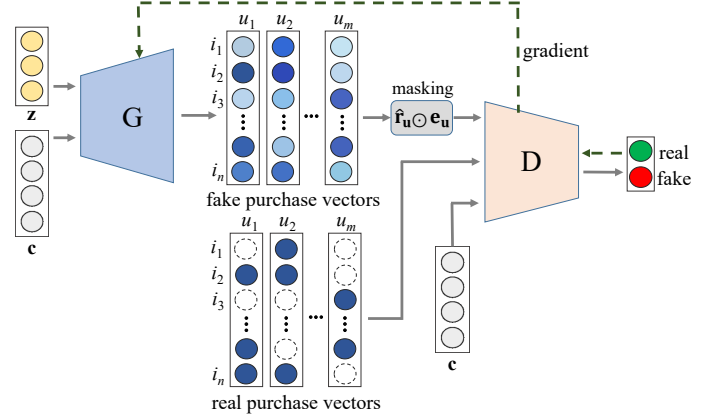 u₁ u₂ uₘ
gradient
i₁
i₂
masking
i₃
z
G
r̂ᵤ⊙ eᵤ
⋮ ⋮ ... ⋮
D
real
fake
iₙ
fake purchase vectors
c
u₁ u₂ uₘ
i₁
i₂
i₃
⋮ ⋮ ... ⋮
iₙ
c
real purchase vectors